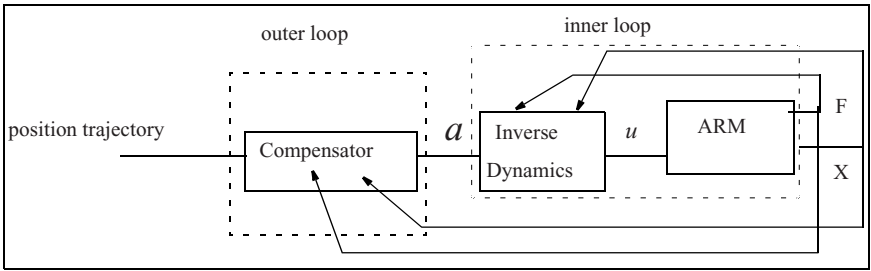 outer loop
inner loop
position trajectory
Compensator
a
Inverse
Dynamics
u
ARM
F
X